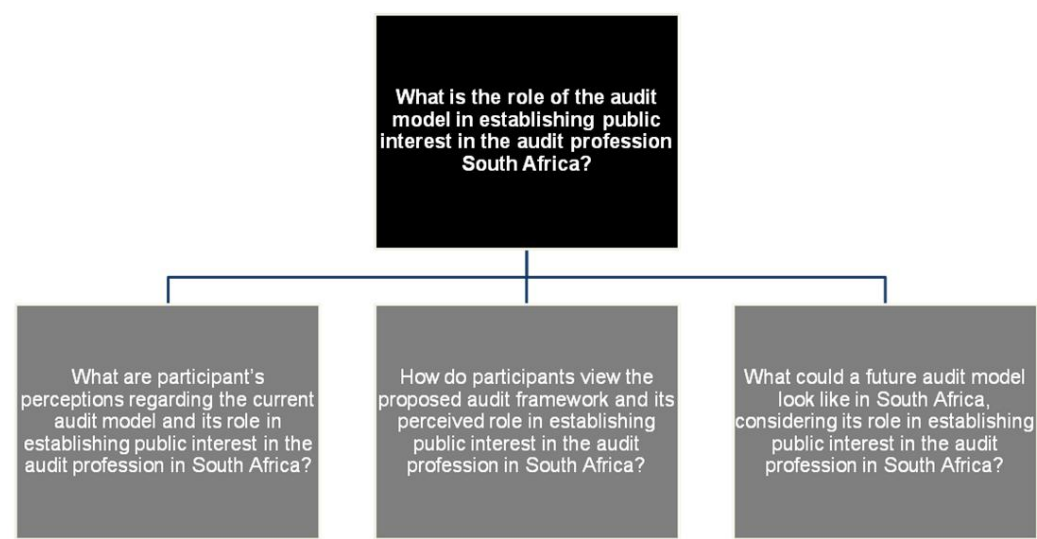 What is the role of the audit
model in establishing public
interest in the audit profession
South Africa?
What are participant's
perceptions regarding the current
audit model and its role in
establishing public interest in the
audit profession in South Africa?
How do participants view the
proposed audit framework and its
perceived role in establishing
public interest in the audit
profession in South Africa?
What could a future audit model
look like in South Africa,
considering its role in establishing
public interest in the audit
profession in South Africa?